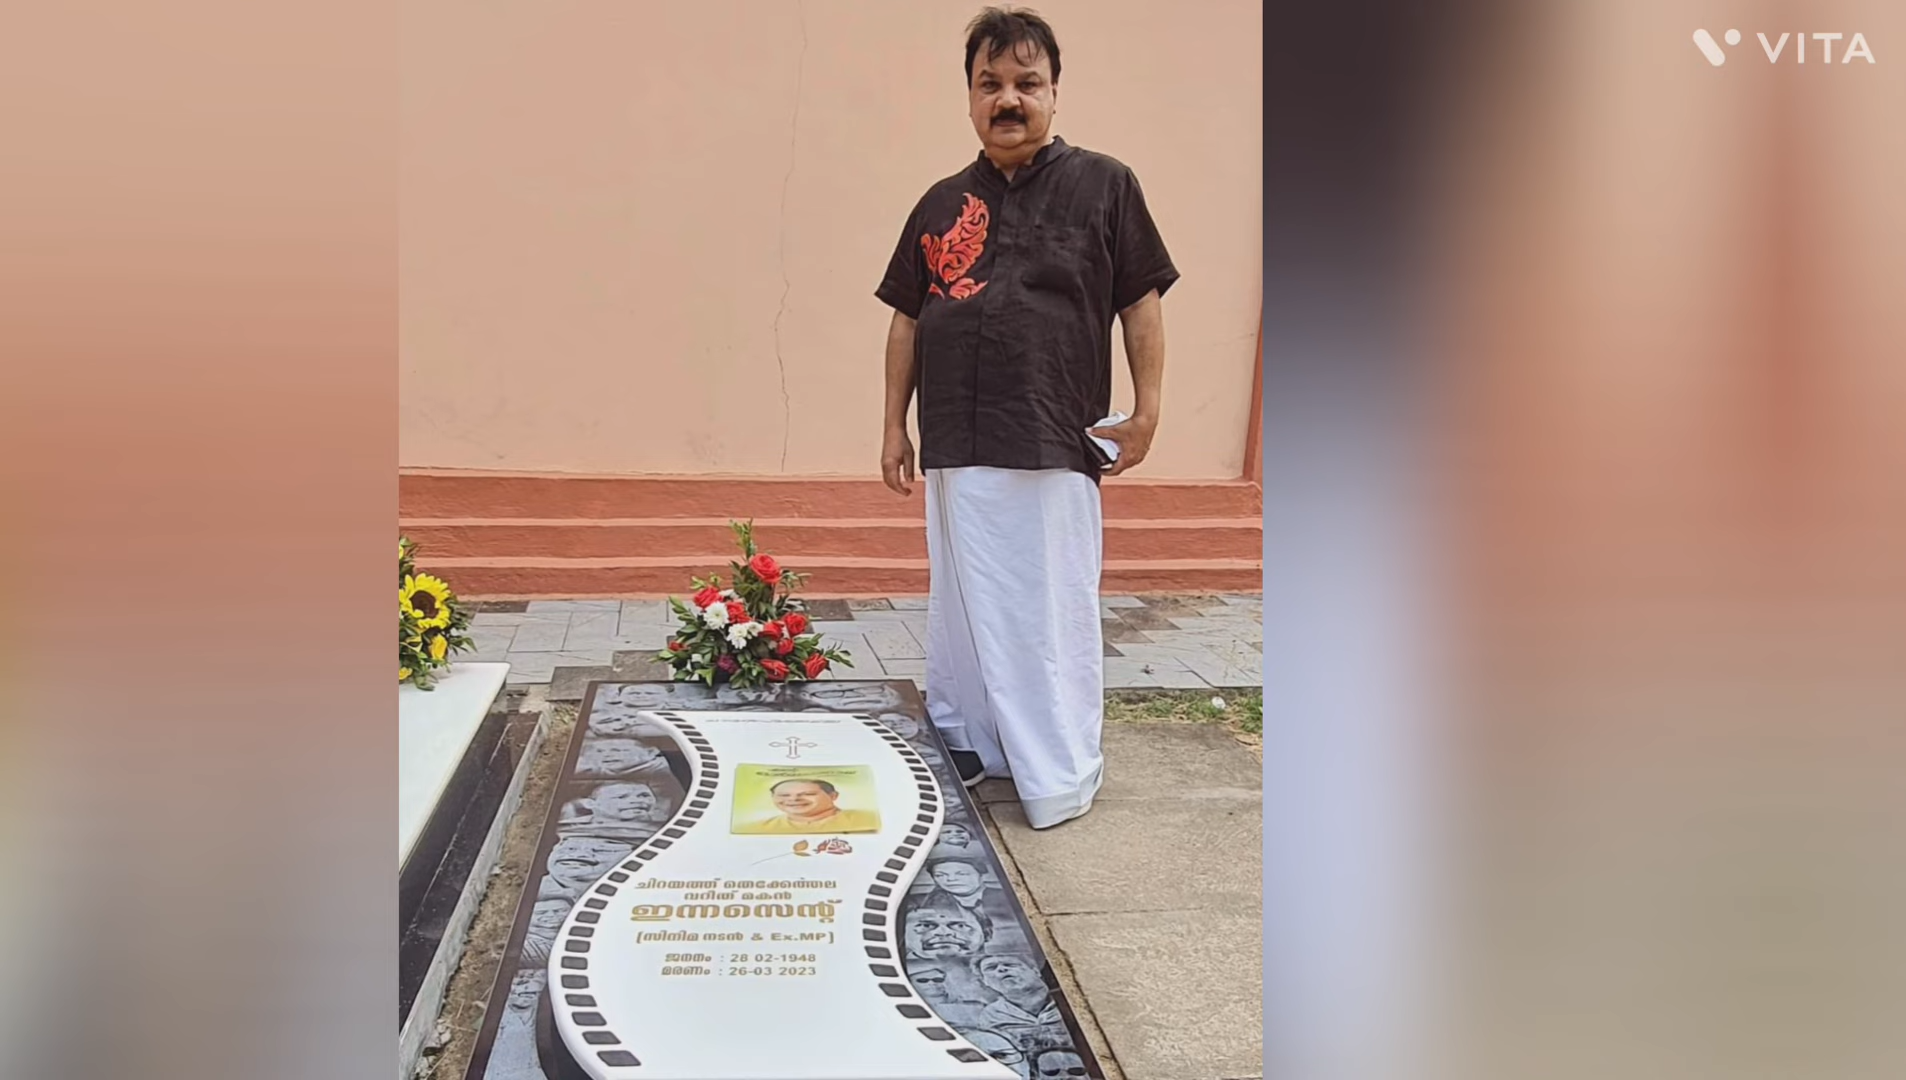 VITA
ചിറയത്ത് തെക്കേത്തല
വറീത് മകൻ
ഇന്നസെന്റ്
[സിനിമ നടൻ & Ex.MP]
ജനനം : 28 02-1948
മരണം : 26-03 2023